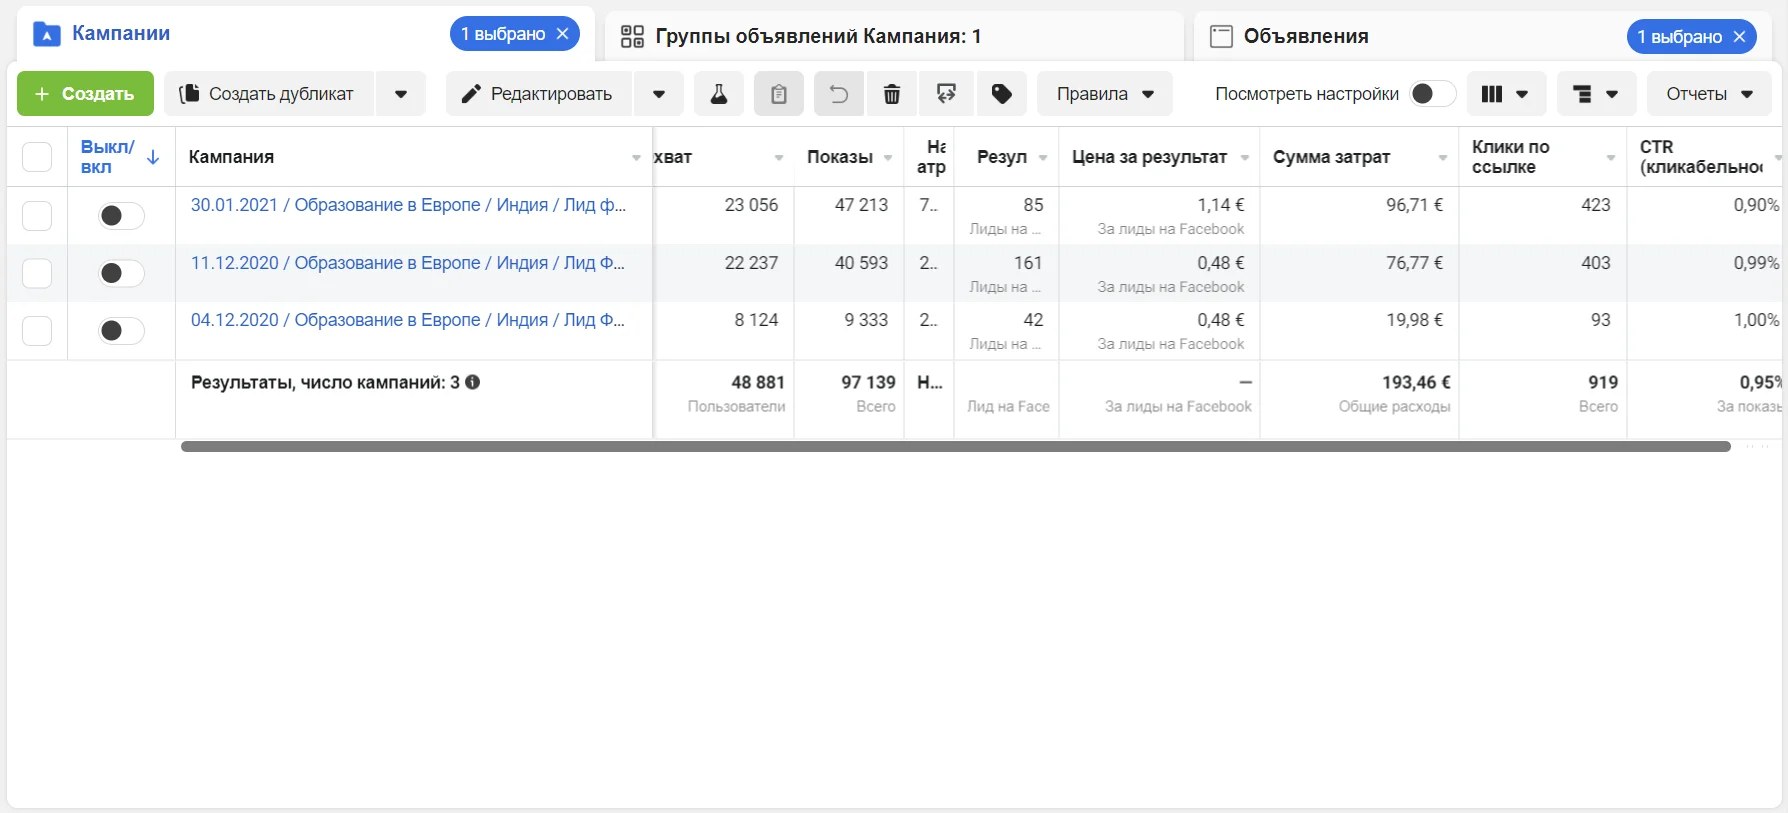 Кампании
1 выбрано
Группы объявлений Кампания: 1
Объявления
1 выбрано
+ Создать
Создать дубликат
Редактировать
Правила
Посмотреть настройки
Отчеты
Выкл/
вкл
Кампания
хват
Показы
На
атр
Резул
Цена за результат
Сумма затрат
Клики по
ссылке
CTR
(кликабельнос
30.01.2021 / Образование в Европе / Индия / Лид ф...
23 056
47 213
7..
85
Лиды на ...
1,14 €
За лиды на Facebook
96,71 €
423
0,90%
11.12.2020 / Образование в Европе / Индия / Лид Ф...
22 237
40 593
2..
161
Лиды на ...
0,48 €
За лиды на Facebook
76,77 €
403
0,99%
04.12.2020 / Образование в Европе / Индия / Лид Ф...
8 124
9 333
2..
42
Лиды на ...
0,48 €
За лиды на Facebook
19,98 €
93
1,00%
Результаты, число кампаний: 3
48 881
Пользователи
97 139
Всего
Н...
Лид на Face
—
За лиды на Facebook
193,46 €
Общие расходы
919
Всего
0,95%
За показы